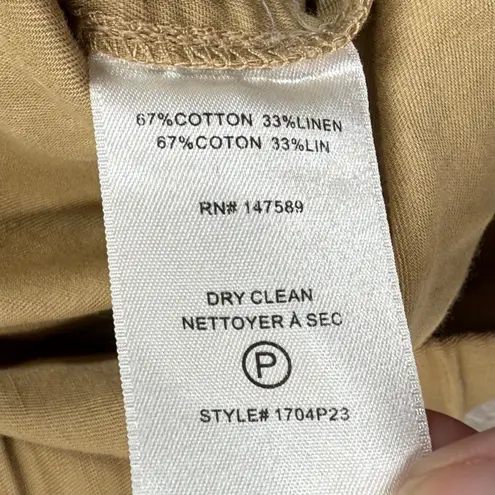 67%COTTON 33%LINEN
67%COTON 33%LIN
RN# 147589
DRY CLEAN
NETTOYER À SEC
P
STYLE# 1704P23